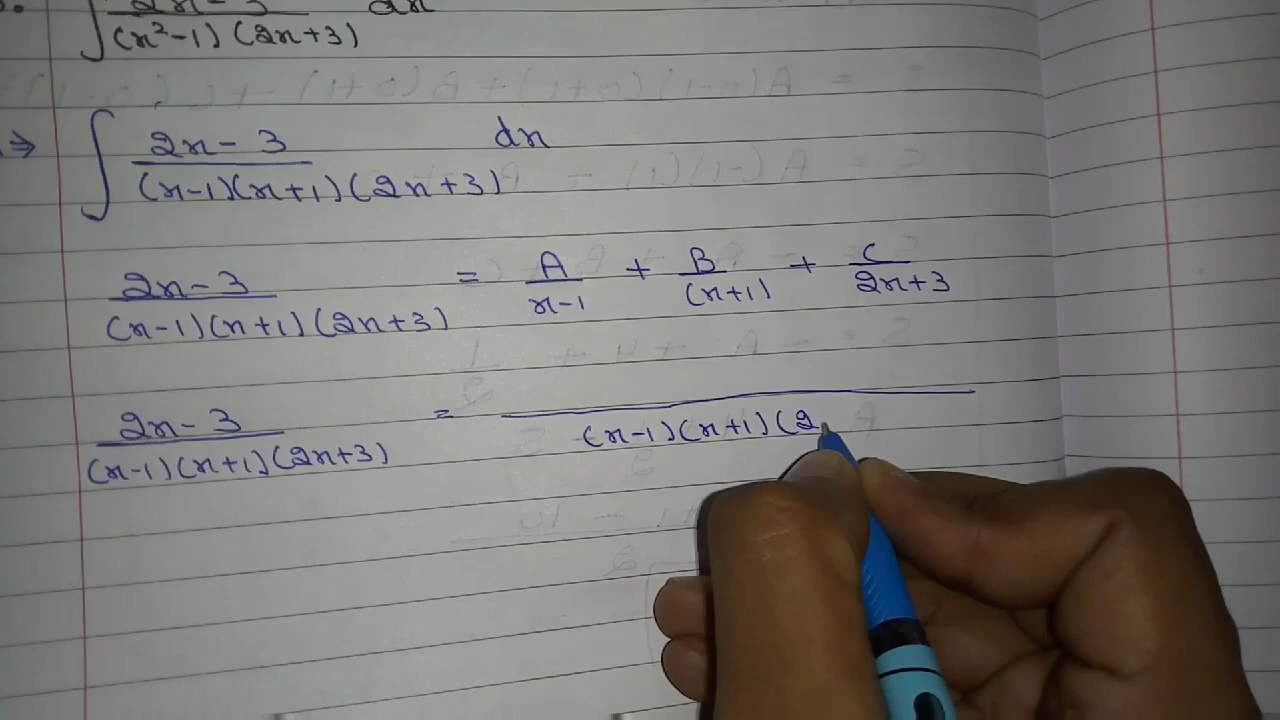 ∫ 2x-3 / (x²-1)(2x+3) dx
⇒ ∫ 2x-3 / (x-1)(x+1)(2x+3) dx
2x-3 / (x-1)(x+1)(2x+3) = A / x-1 + B / (x+1) + C / 2x+3
2x-3 / (x-1)(x+1)(2x+3) = / (x-1)(x+1)(2